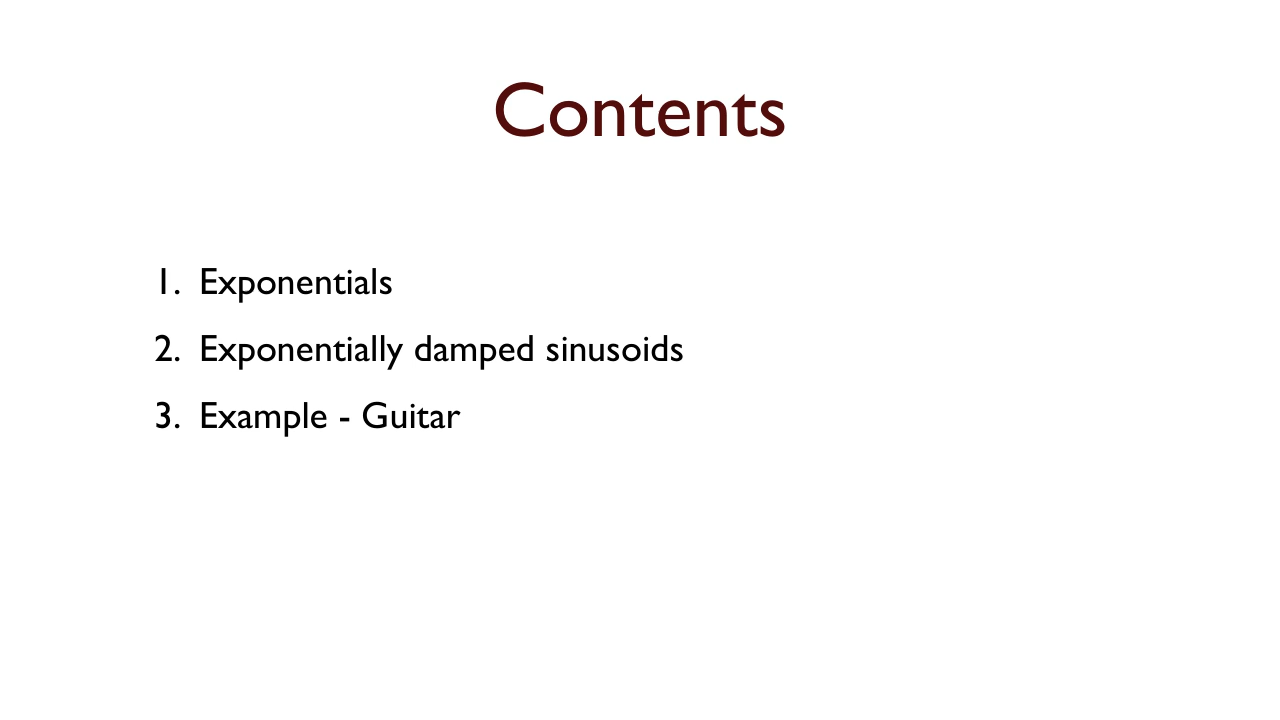 Contents
1. Exponentials
2. Exponentially damped sinusoids
3. Example - Guitar